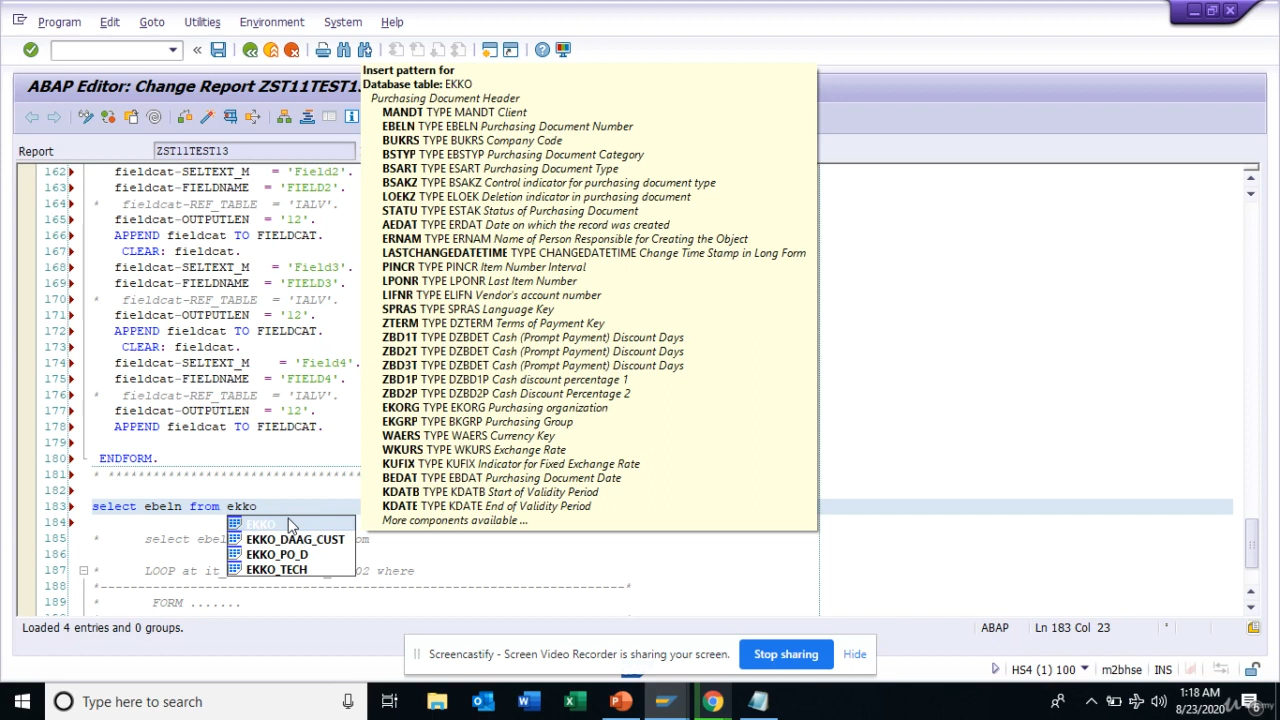 Program Edit Goto Utilities Environment System Help
ABAP Editor: Change Report ZST11TEST13
Report ZST11TEST13
Insert pattern for
Database table: EKKO
Purchasing Document Header
MANDT TYPE MANDT Client
EBELN TYPE EBELN Purchasing Document Number
BUKRS TYPE BUKRS Company Code
BSTYP TYPE EBSTYP Purchasing Document Category
BSART TYPE ESART Purchasing Document Type
BSAKZ TYPE BSAKZ Control indicator for purchasing document type
LOEKZ TYPE ELOEK Deletion indicator in purchasing document
STATU TYPE ESTAK Status of Purchasing Document
AEDAT TYPE ERDAT Date on which the record was created
ERNAM TYPE ERNAM Name of Person Responsible for Creating the Object
LASTCHANGEDATETIME TYPE CHANGEDATETIME Change Time Stamp in Long Form
PINCR TYPE PINCR Item Number Interval
LPONR TYPE LPONR Last Item Number
LIFNR TYPE ELIFN Vendor's account number
SPRAS TYPE SPRAS Language Key
ZTERM TYPE DZTERM Terms of Payment Key
ZBD1T TYPE DZBDET Cash (Prompt Payment) Discount Days
ZBD2T TYPE DZBDET Cash (Prompt Payment) Discount Days
ZBD3T TYPE DZBDET Cash (Prompt Payment) Discount Days
ZBD1P TYPE DZBD1P Cash discount percentage 1
ZBD2P TYPE DZBD2P Cash Discount Percentage 2
EKORG TYPE EKORG Purchasing organization
EKGRP TYPE BKGRP Purchasing Group
WAERS TYPE WAERS Currency Key
WKURS TYPE WKURS Exchange Rate
KUFIX TYPE KUFIX Indicator for Fixed Exchange Rate
BEDAT TYPE EBDAT Purchasing Document Date
KDATB TYPE KDATB Start of Validity Period
KDATE TYPE KDATE End of Validity Period
More components available ...
162 fieldcat-SELTEXT_M = 'Field2'.
163 fieldcat-FIELDNAME = 'FIELD2'.
164 * fieldcat-REF_TABLE = 'IALV'.
165 fieldcat-OUTPUTLEN = '12'.
166 APPEND fieldcat TO FIELDCAT.
167 CLEAR: fieldcat.
168 fieldcat-SELTEXT_M = 'Field3'.
169 fieldcat-FIELDNAME = 'FIELD3'.
170 * fieldcat-REF_TABLE = 'IALV'.
171 fieldcat-OUTPUTLEN = '12'.
172 APPEND fieldcat TO FIELDCAT.
173 CLEAR: fieldcat.
174 fieldcat-SELTEXT_M = 'Field4'.
175 fieldcat-FIELDNAME = 'FIELD4'.
176 * fieldcat-REF_TABLE = 'IALV'.
177 fieldcat-OUTPUTLEN = '12'.
178 APPEND fieldcat TO FIELDCAT.
179
180 ENDFORM.
181 ***********************************
182
183 select ebeln from ekko
184
EKKO
EKKO_DAAG_CUST
EKKO_PO_D
EKKO_TECH
185 * select
186
187 * LOOP at 02 where
188 *----------------------------------------------------------------*
189 * FORM .......
Loaded 4 entries and 0 groups.
ABAP Ln 183 Col 23
Screencastify - Screen Video Recorder is sharing your screen. Stop sharing Hide
HS4 (1) 100 m2bhse INS
Type here to search
1:18 AM
8/23/2020